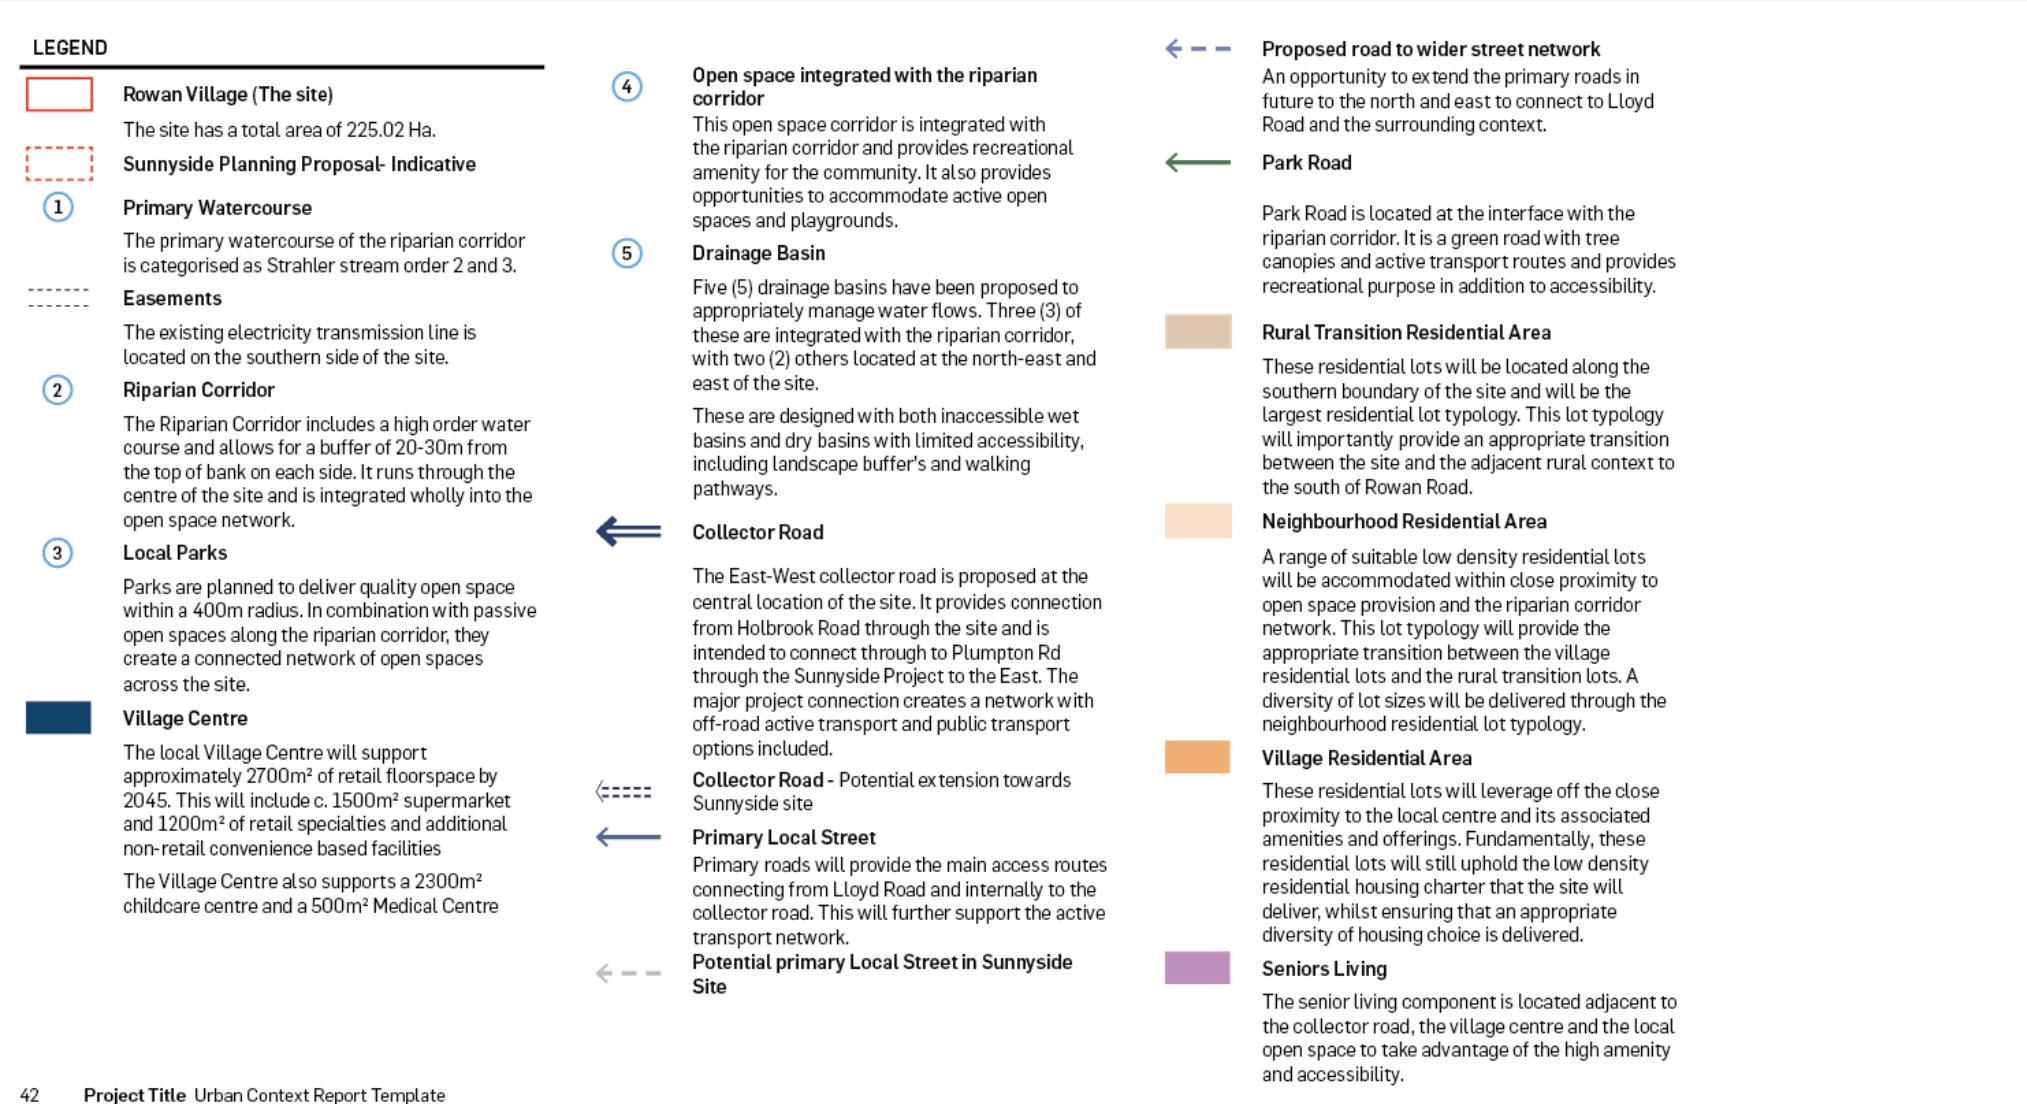 LEGEND
Rowan Village (The site)
The site has a total area of 225.02 Ha.
Sunnyside Planning Proposal- Indicative
1
Primary Watercourse
The primary watercourse of the riparian corridor
is categorised as Strahler stream order 2 and 3.
Easements
The existing electricity transmission line is
located on the southern side of the site.
2
Riparian Corridor
The Riparian Corridor includes a high order water
course and allows for a buffer of 20-30m from
the top of bank on each side. It runs through the
centre of the site and is integrated wholly into the
open space network.
3
Local Parks
Parks are planned to deliver quality open space
within a 400m radius. In combination with passive
open spaces along the riparian corridor, they
create a connected network of open spaces
across the site.
Village Centre
The local Village Centre will support
approximately 2700m² of retail floorspace by
2045. This will include c. 1500m² supermarket
and 1200m² of retail specialties and additional
non-retail convenience based facilities
The Village Centre also supports a 2300m²
childcare centre and a 500m² Medical Centre
4
Open space integrated with the riparian
corridor
This open space corridor is integrated with
the riparian corridor and provides recreational
amenity for the community. It also provides
opportunities to accommodate active open
spaces and playgrounds.
5
Drainage Basin
Five (5) drainage basins have been proposed to
appropriately manage water flows. Three (3) of
these are integrated with the riparian corridor,
with two (2) others located at the north-east and
east of the site.
These are designed with both inaccessible wet
basins and dry basins with limited accessibility,
including landscape buffer's and walking
pathways.
Collector Road
The East-West collector road is proposed at the
central location of the site. It provides connection
from Holbrook Road through the site and is
intended to connect through to Plumpton Rd
through the Sunnyside Project to the East. The
major project connection creates a network with
off-road active transport and public transport
options included.
Collector Road - Potential extension towards
Sunnyside site
Primary Local Street
Primary roads will provide the main access routes
connecting from Lloyd Road and internally to the
collector road. This will further support the active
transport network.
Potential primary Local Street in Sunnyside
Site
Proposed road to wider street network
An opportunity to extend the primary roads in
future to the north and east to connect to Lloyd
Road and the surrounding context.
Park Road
Park Road is located at the interface with the
riparian corridor. It is a green road with tree
canopies and active transport routes and provides
recreational purpose in addition to accessibility.
Rural Transition Residential Area
These residential lots will be located along the
southern boundary of the site and will be the
largest residential lot typology. This lot typology
will importantly provide an appropriate transition
between the site and the adjacent rural context to
the south of Rowan Road.
Neighbourhood Residential Area
A range of suitable low density residential lots
will be accommodated within close proximity to
open space provision and the riparian corridor
network. This lot typology will provide the
appropriate transition between the village
residential lots and the rural transition lots. A
diversity of lot sizes will be delivered through the
neighbourhood residential lot typology.
Village Residential Area
These residential lots will leverage off the close
proximity to the local centre and its associated
amenities and offerings. Fundamentally, these
residential lots will still uphold the low density
residential housing charter that the site will
deliver, whilst ensuring that an appropriate
diversity of housing choice is delivered.
Seniors Living
The senior living component is located adjacent to
the collector road, the village centre and the local
open space to take advantage of the high amenity
and accessibility.
42 Project Title Urban Context Report Template